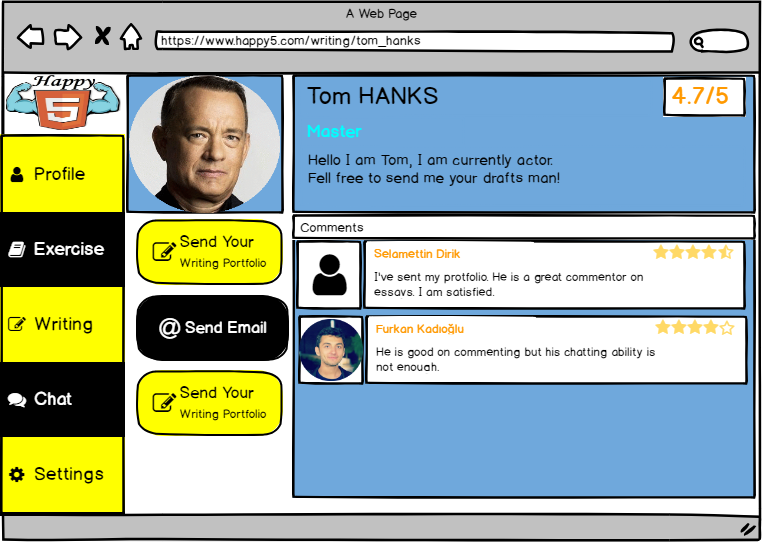 A Web Page
https://www.happy5.com/writing/tom_hanks
Happy
5
Profile
Exercise
Writing
Chat
Settings
Send Your
Writing Portfolio
@ Send Email
Send Your
Writing Portfolio
Tom HANKS
4.7/5
Master
Hello I am Tom, I am currently actor.
Fell free to send me your drafts man!
Comments
Selamettin Dirik
I've sent my protfolio. He is a great commentor on
essays. I am satisfied.
Furkan Kadıoğlu
He is good on commenting but his chatting ability is
not enough.